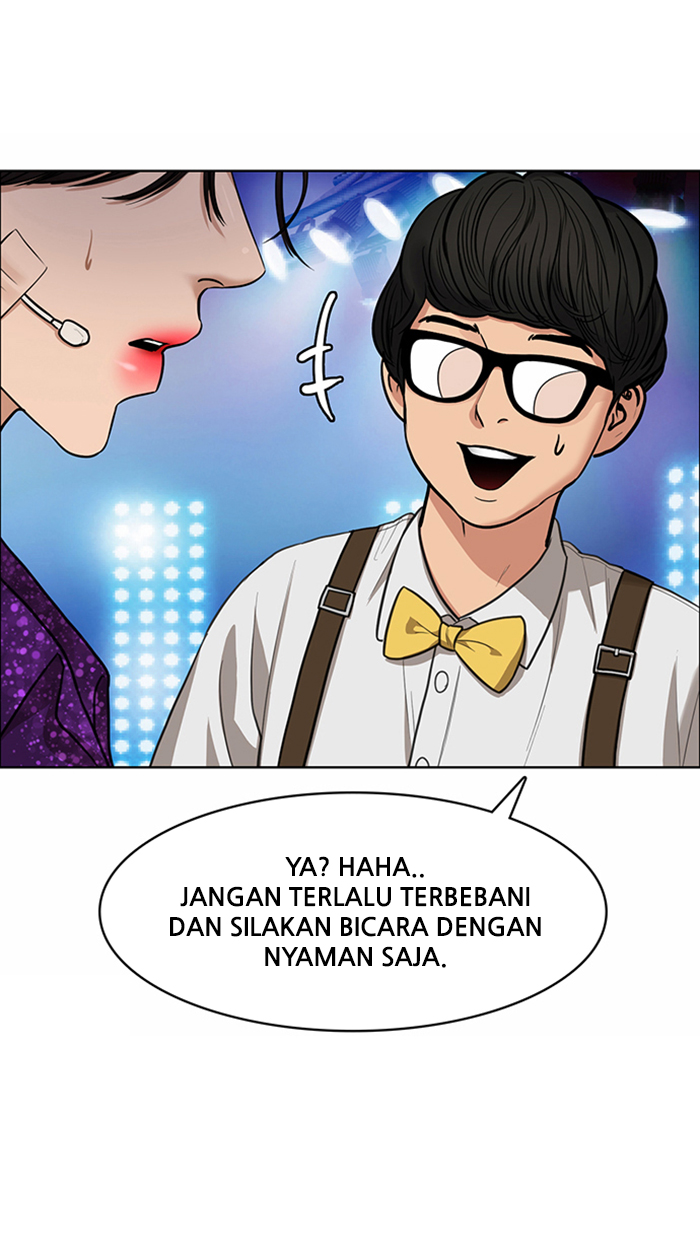 YA? HAHA..
JANGAN TERLALU TERBEBANI
DAN SILAKAN BICARA DENGAN
NYAMAN SAJA.